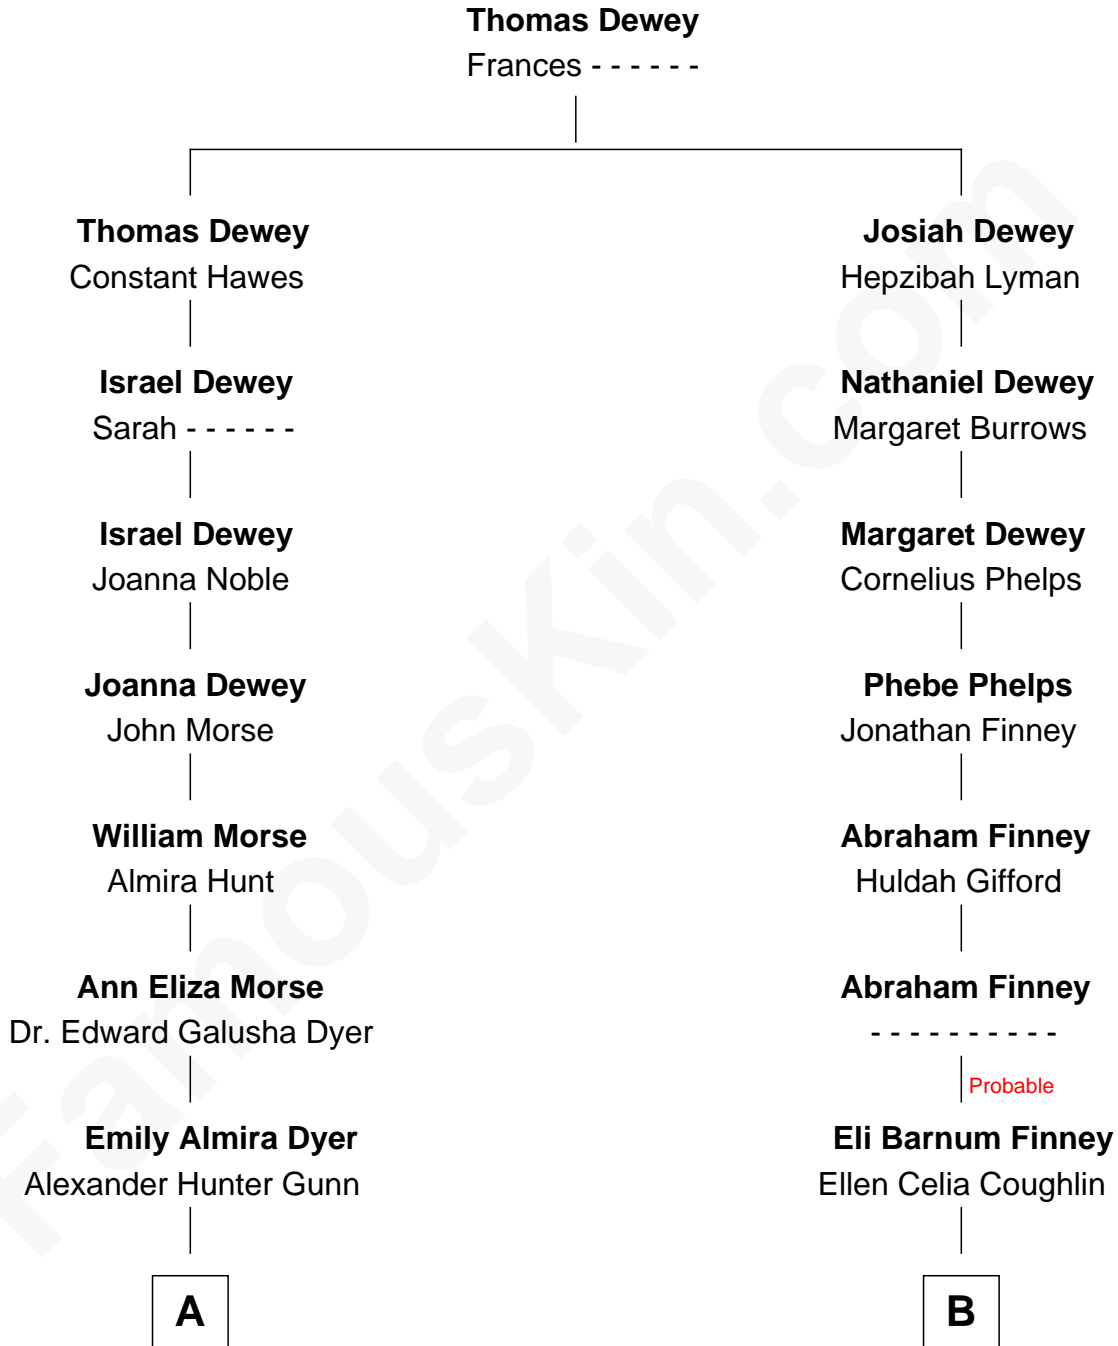 Thomas Dewey
Frances - - - - - -
Thomas Dewey
Constant Hawes
Israel Dewey
Sarah - - - - - -
Israel Dewey
Joanna Noble
Joanna Dewey
John Morse
William Morse
Almira Hunt
Ann Eliza Morse
Dr. Edward Galusha Dyer
Emily Almira Dyer
Alexander Hunter Gunn
A
Josiah Dewey
Hepzibah Lyman
Nathaniel Dewey
Margaret Burrows
Margaret Dewey
Cornelius Phelps
Phebe Phelps
Jonathan Finney
Abraham Finney
Huldah Gifford
Abraham Finney
- - - - - - - - - -
Probable
Eli Barnum Finney
Ellen Celia Coughlin
B
FamousKin.com